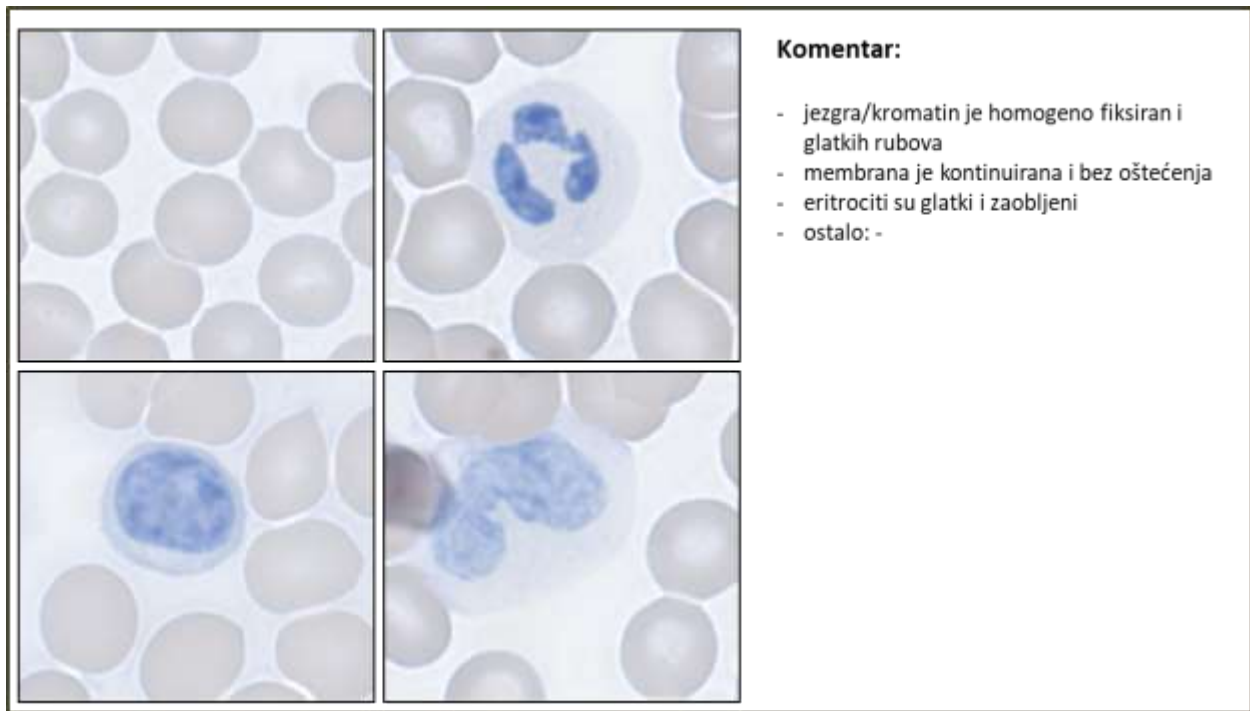 Komentar:
- jezgra/kromatin je homogeno fiksiran i
glatkih rubova
- membrana je kontinuirana i bez oštećenja
- eritrociti su glatki i zaobljeni
- ostalo: -